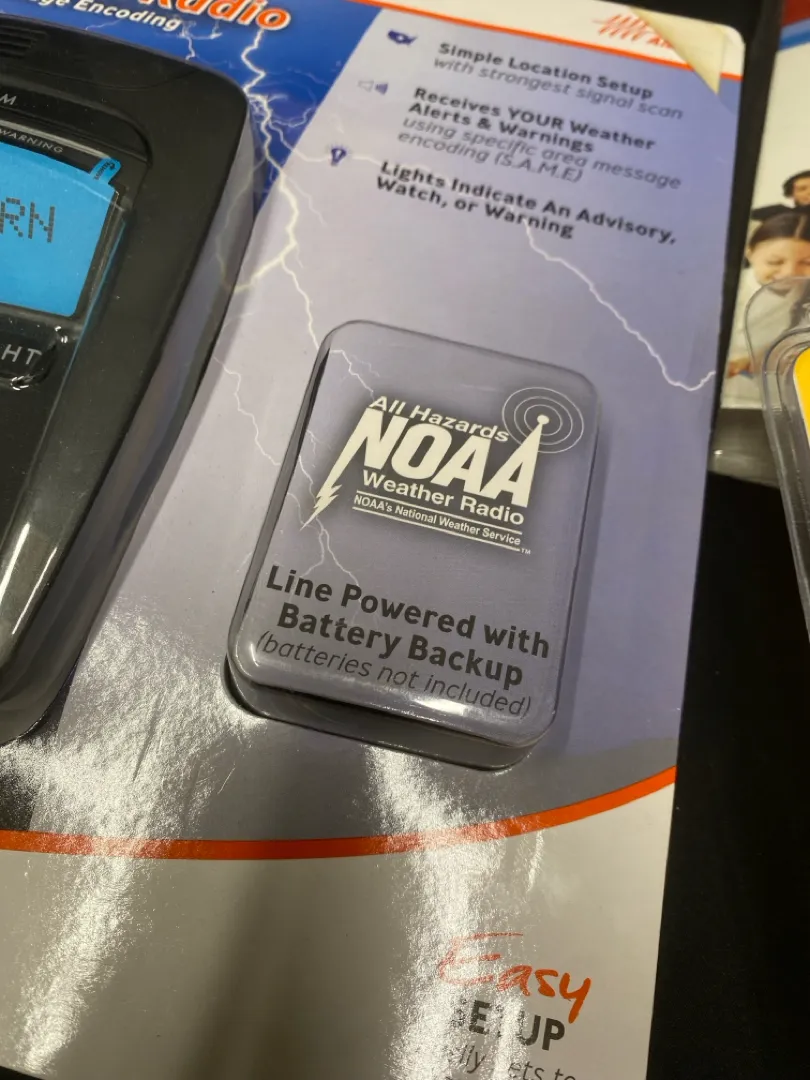 Radio
Encoding
Simple Location Setup
with strongest signal scan
Receives YOUR Weather
Alerts & Warnings
using specific area message
encoding (S.A.M.E)
Lights Indicate An Advisory,
Watch, or Warning
WARNING
RN
HT
All Hazards
NOAA
Weather Radio
NOAA's National Weather Service
TM
Line Powered with
Battery Backup
(batteries not included)
Easy
SETUP